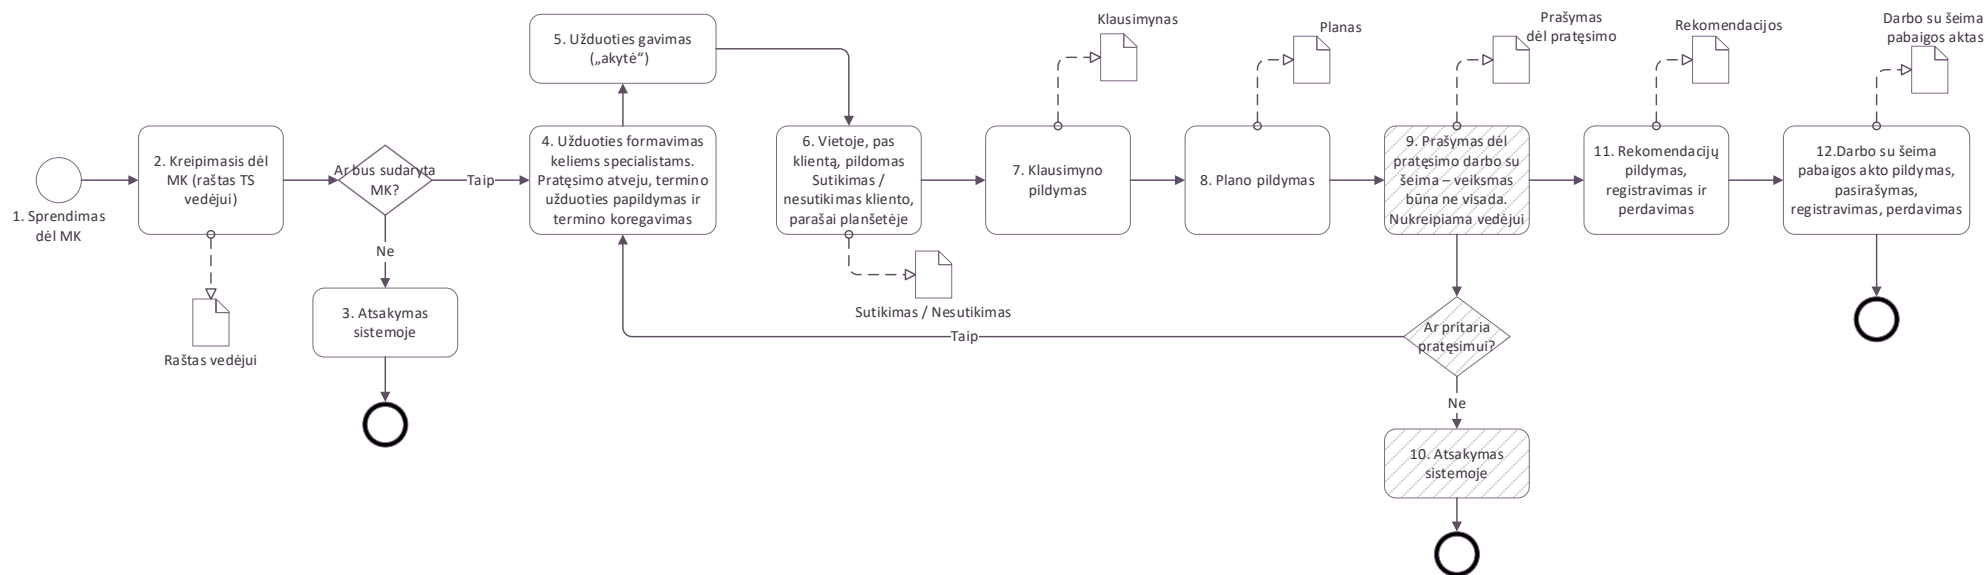 1. Sprendimas
dėl MK
2. Kreipimasis dėl
MK (raštas TS
vedėjui)
Raštas vedėjui
Ar bus sudaryta
MK?
Taip
Ne
3. Atsakymas
sistemoje
4. Užduoties formavimas
keliems specialistams.
Pratęsimo atveju, termino
užduoties papildymas ir
termino koregavimas
5. Užduoties gavimas
(„akytė“)
6. Vietoje, pas
klientą, pildomas
Sutikimas /
nesutikimas kliento,
parašai planšetėje
Sutikimas / Nesutikimas
7. Klausimyno
pildymas
Klausimynas
8. Plano pildymas
Planas
9. Prašymas dėl
pratęsimo darbo su
šeima – veiksmas
būna ne visada.
Nukreipiama vedėjui
Prašymas
dėl pratęsimo
Ar pritaria
pratęsimui?
Taip
Ne
10. Atsakymas
sistemoje
11. Rekomendacijų
pildymas,
registravimas ir
perdavimas
Rekomendacijos
12.Darbo su šeima
pabaigos akto pildymas,
pasirašymas,
registravimas, perdavimas
Darbo su šeima
pabaigos aktas